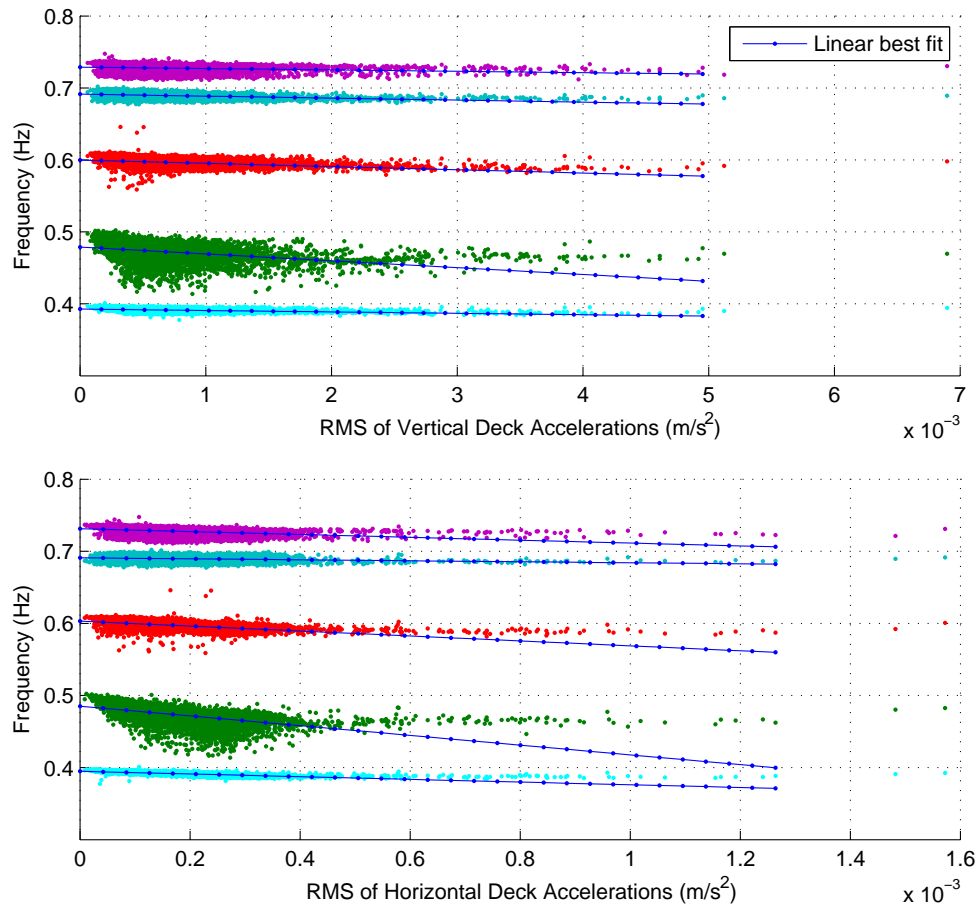 0.8
Linear best fit
0.7
0.6
0.5
0.4
Frequency (Hz)
0 1 2 3 4 5 6 7
RMS of Vertical Deck Accelerations (m/s²)
x 10⁻³
0.8
0.7
0.6
0.5
0.4
Frequency (Hz)
0 0.2 0.4 0.6 0.8 1 1.2 1.4 1.6
RMS of Horizontal Deck Accelerations (m/s²)
x 10⁻³